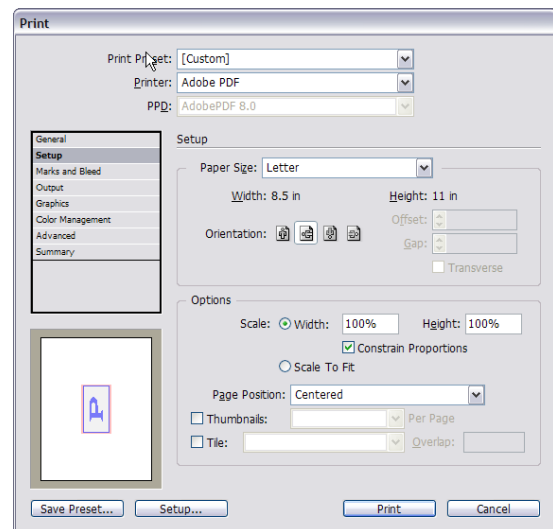 Print
Print Preset: [Custom]
Printer: Adobe PDF
PPD: AdobePDF 8.0
General
Setup
Marks and Bleed
Output
Graphics
Color Management
Advanced
Summary
Setup
Paper Size: Letter
Width: 8.5 in Height: 11 in
Orientation: Offset:
Gap:
Transverse
Options
Scale: Width: 100% Height: 100%
Constrain Proportions
Scale To Fit
Page Position: Centered
Thumbnails: Per Page
Tile: Overlap:
P
Save Preset... Setup... Print Cancel